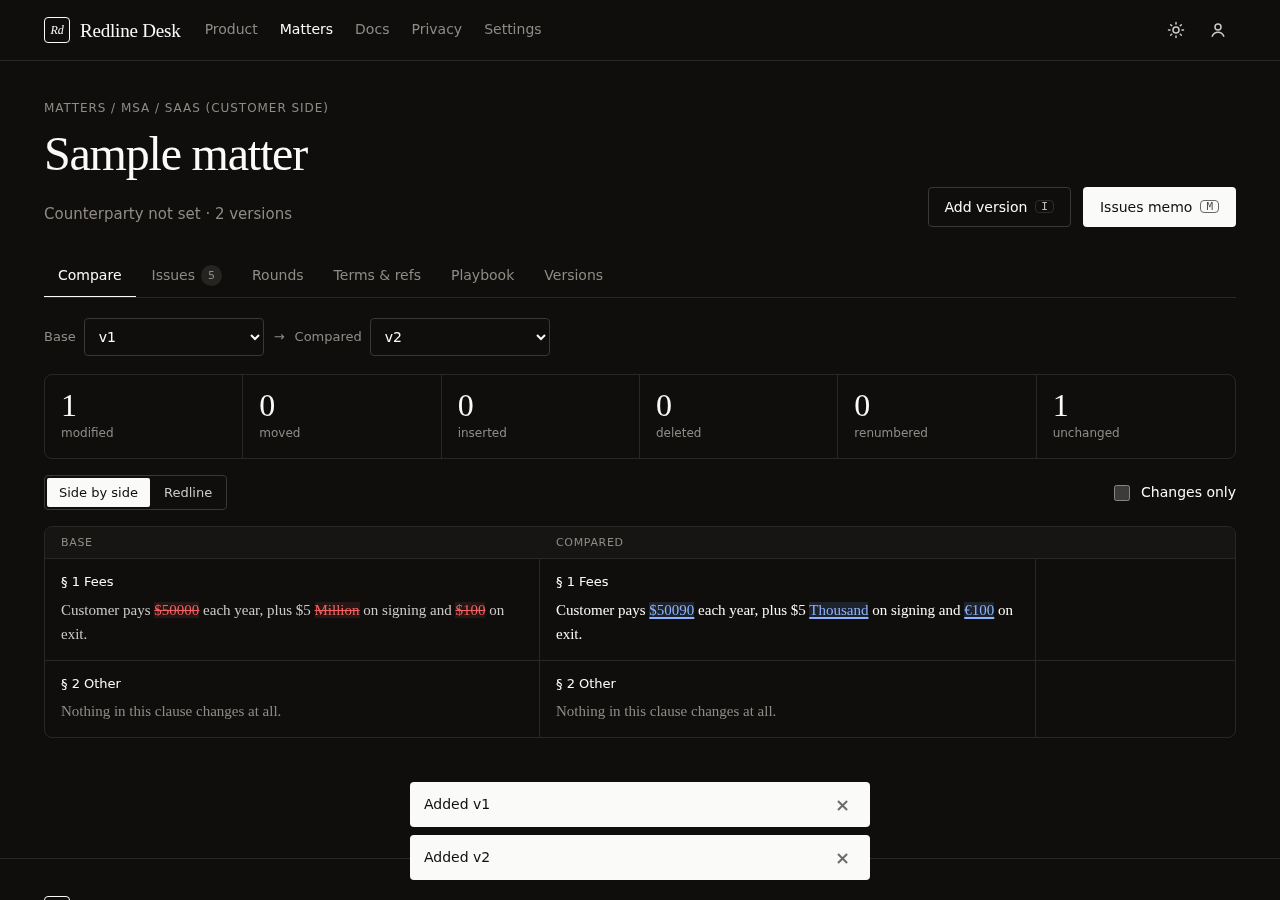 Rd Redline Desk Product Matters Docs Privacy Settings
MATTERS / MSA / SAAS (CUSTOMER SIDE)
Sample matter
Counterparty not set · 2 versions
Add version I Issues memo M
Compare Issues 5 Rounds Terms & refs Playbook Versions
Base v1 → Compared v2
1 0 0 0 0 1
modified moved inserted deleted renumbered unchanged
Side by side Redline Changes only
BASE COMPARED
§ 1 Fees
Customer pays $50000 each year, plus $5 Million on signing and $100 on
exit.
§ 1 Fees
Customer pays $50090 each year, plus $5 Thousand on signing and €100 on
exit.
§ 2 Other
Nothing in this clause changes at all.
§ 2 Other
Nothing in this clause changes at all.
Added v1 ×
Added v2 ×